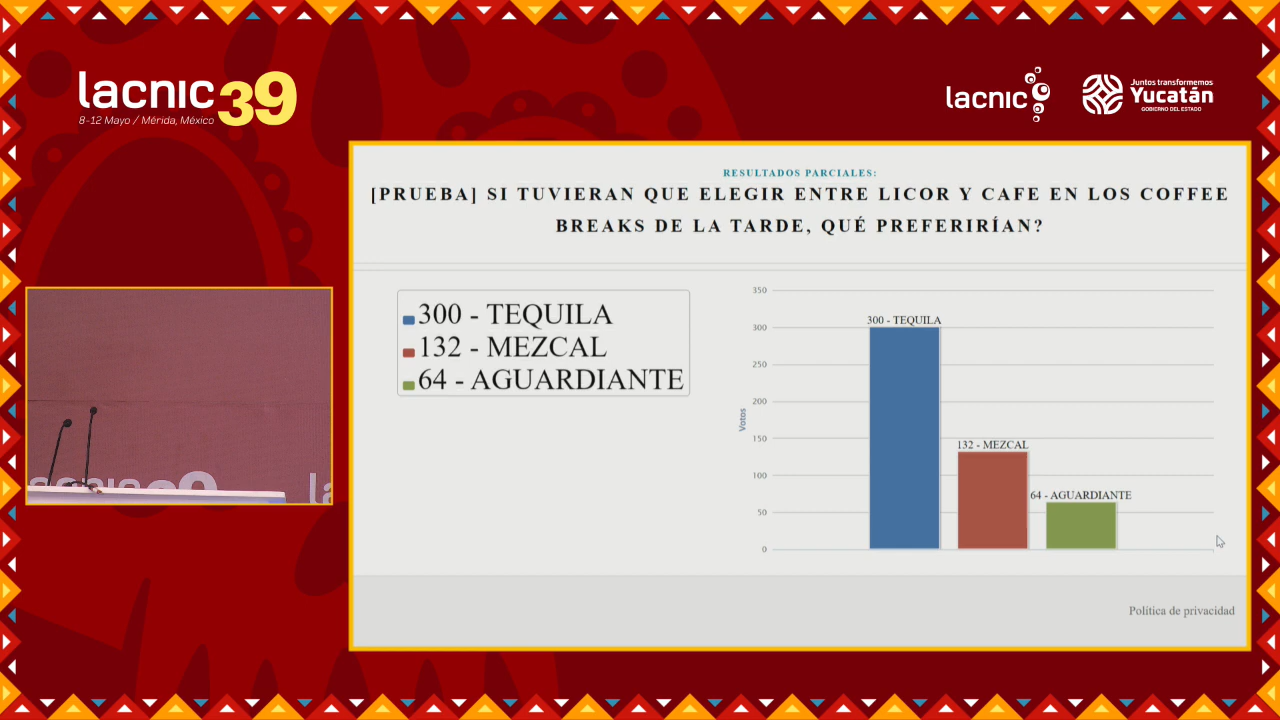 lacnic 39
8-12 Mayo / Mérida, México
lacnic
Juntos transformemos
Yucatán
GOBIERNO DEL ESTADO
RESULTADOS PARCIALES:
[PRUEBA] SI TUVIERAN QUE ELEGIR ENTRE LICOR Y CAFE EN LOS COFFEE
BREAKS DE LA TARDE, QUÉ PREFERIRÍAN?
300 - TEQUILA
132 - MEZCAL
64 - AGUARDIANTE
350
300
250
200
150
100
50
0
Votos
300 - TEQUILA
132 - MEZCAL
64 - AGUARDIANTE
Política de privacidad